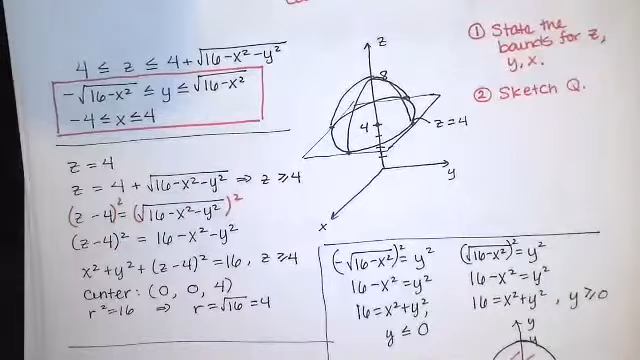 4 ≤ z ≤ 4 + √(16-x²-y²)
-√(16-x²) ≤ y ≤ √(16-x²)
-4 ≤ x ≤ 4
z = 4
z = 4 + √(16-x²-y²) ⇒ z ≥ 4
(z-4)² = (√(16-x²-y²))²
(z-4)² = 16-x²-y²
x²+y²+(z-4)² = 16, z ≥ 4
center: (0, 0, 4)
r²=16 ⇒ r=√16 = 4
z
8
4
z=4
y
x
① State the
bounds for z,
y, x.
② Sketch Q.
(-√(16-x²))² = y²
16-x² = y²
16 = x²+y²,
y ≤ 0
(√(16-x²))² = y²
16-x² = y²
16 = x²+y², y ≥ 0
y